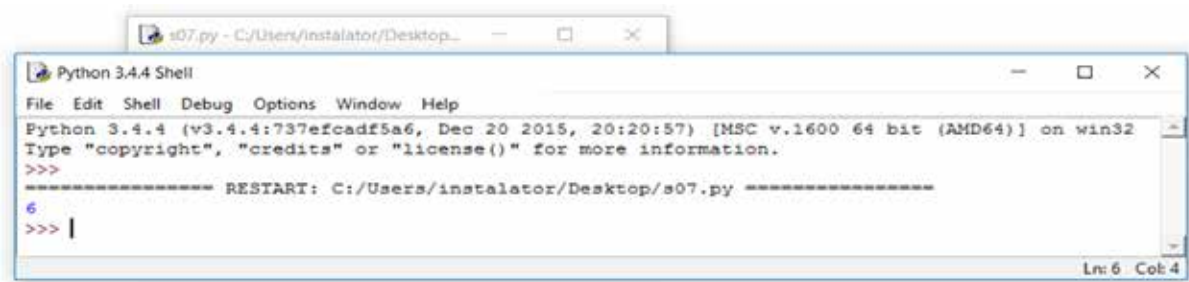 s07.py - C:/Users/instalator/Desktop...
Python 3.4.4 Shell
File Edit Shell Debug Options Window Help
Python 3.4.4 (v3.4.4:737efcadf5a6, Dec 20 2015, 20:20:57) [MSC v.1600 64 bit (AMD64)] on win32
Type "copyright", "credits" or "license()" for more information.
>>>
================ RESTART: C:/Users/instalator/Desktop/s07.py ================
6
>>>
Ln: 6 Col: 4